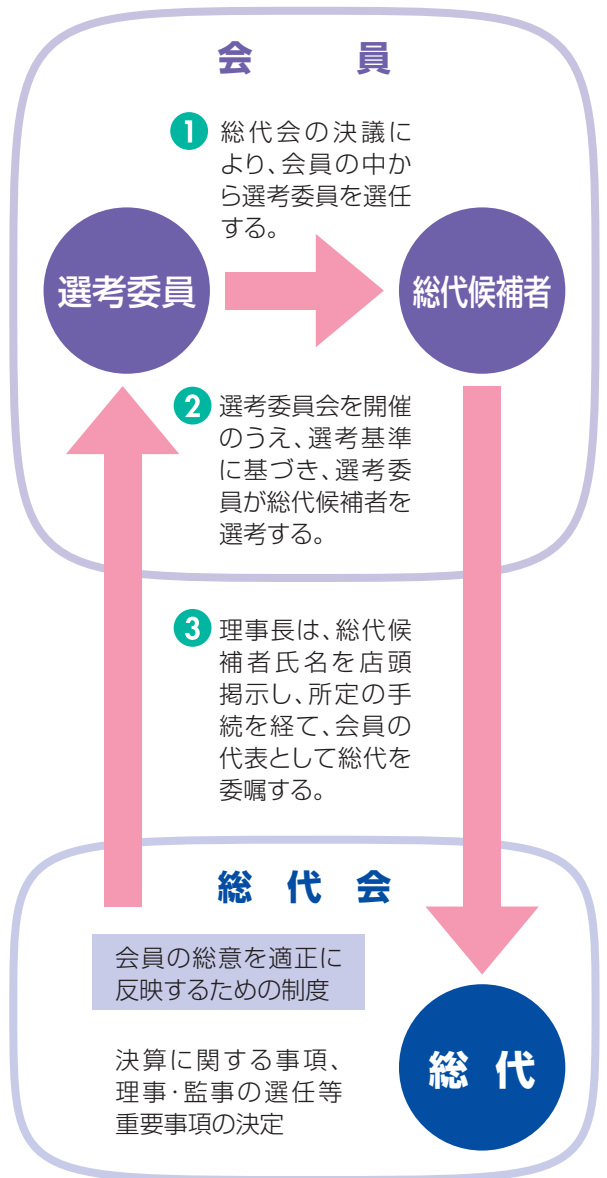 会員
1 総代会の決議に
より、会員の中か
ら選考委員を選任
する。
選考委員
総代候補者
2 選考委員会を開催
のうえ、選考基準
に基づき、選考委
員が総代候補者を
選考する。
3 理事長は、総代候
補者氏名を店頭
掲示し、所定の手
続を経て、会員の
代表として総代を
委嘱する。
総代会
会員の総意を適正に
反映するための制度
決算に関する事項、
理事・監事の選任等
重要事項の決定
総代